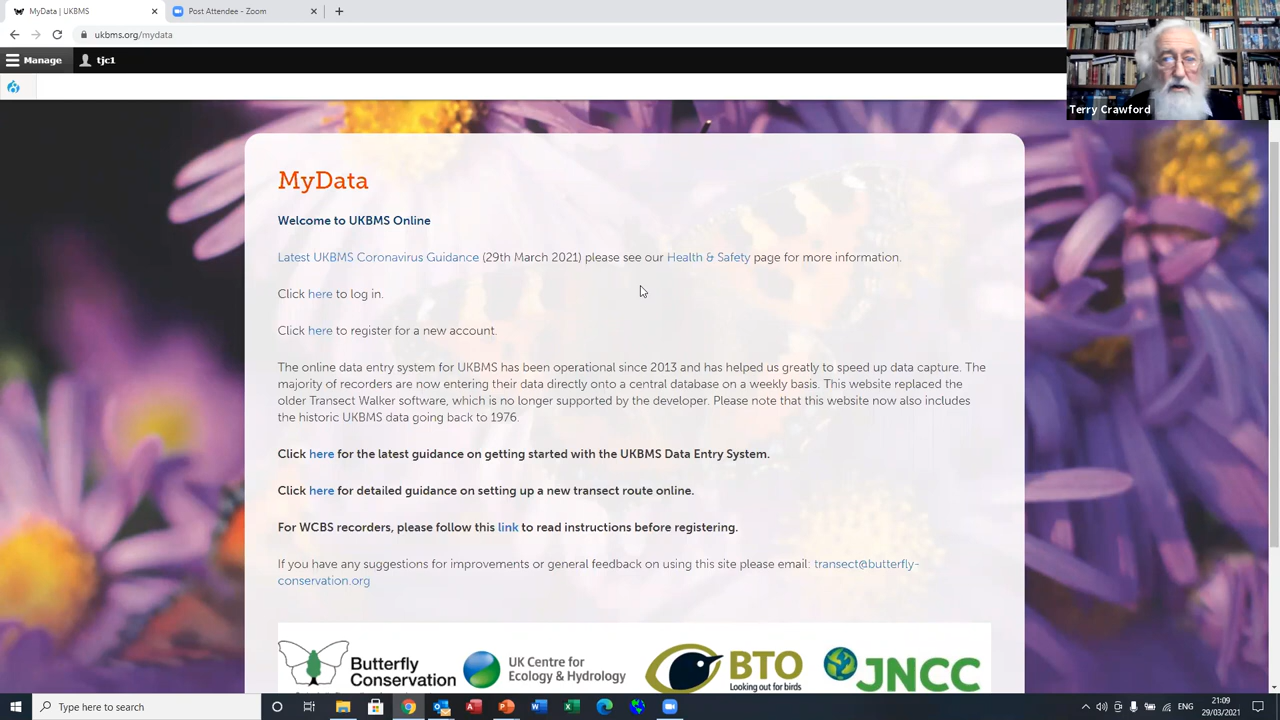 MyData | UKBMS
Post Attendee - Zoom
ukbms.org/mydata
Manage
tjc1
Terry Crawford
MyData
Welcome to UKBMS Online
Latest UKBMS Coronavirus Guidance (29th March 2021) please see our Health & Safety page for more information.
Click here to log in.
Click here to register for a new account.
The online data entry system for UKBMS has been operational since 2013 and has helped us greatly to speed up data capture. The
majority of recorders are now entering their data directly onto a central database on a weekly basis. This website replaced the
older Transect Walker software, which is no longer supported by the developer. Please note that this website now also includes
the historic UKBMS data going back to 1976.
Click here for the latest guidance on getting started with the UKBMS Data Entry System.
Click here for detailed guidance on setting up a new transect route online.
For WCBS recorders, please follow this link to read instructions before registering.
If you have any suggestions for improvements or general feedback on using this site please email: transect@butterfly-
conservation.org
Butterfly
Conservation
UK Centre for
Ecology & Hydrology
BTO
Looking out for birds
JNCC
Type here to search
ENG
21:09
29/03/2021